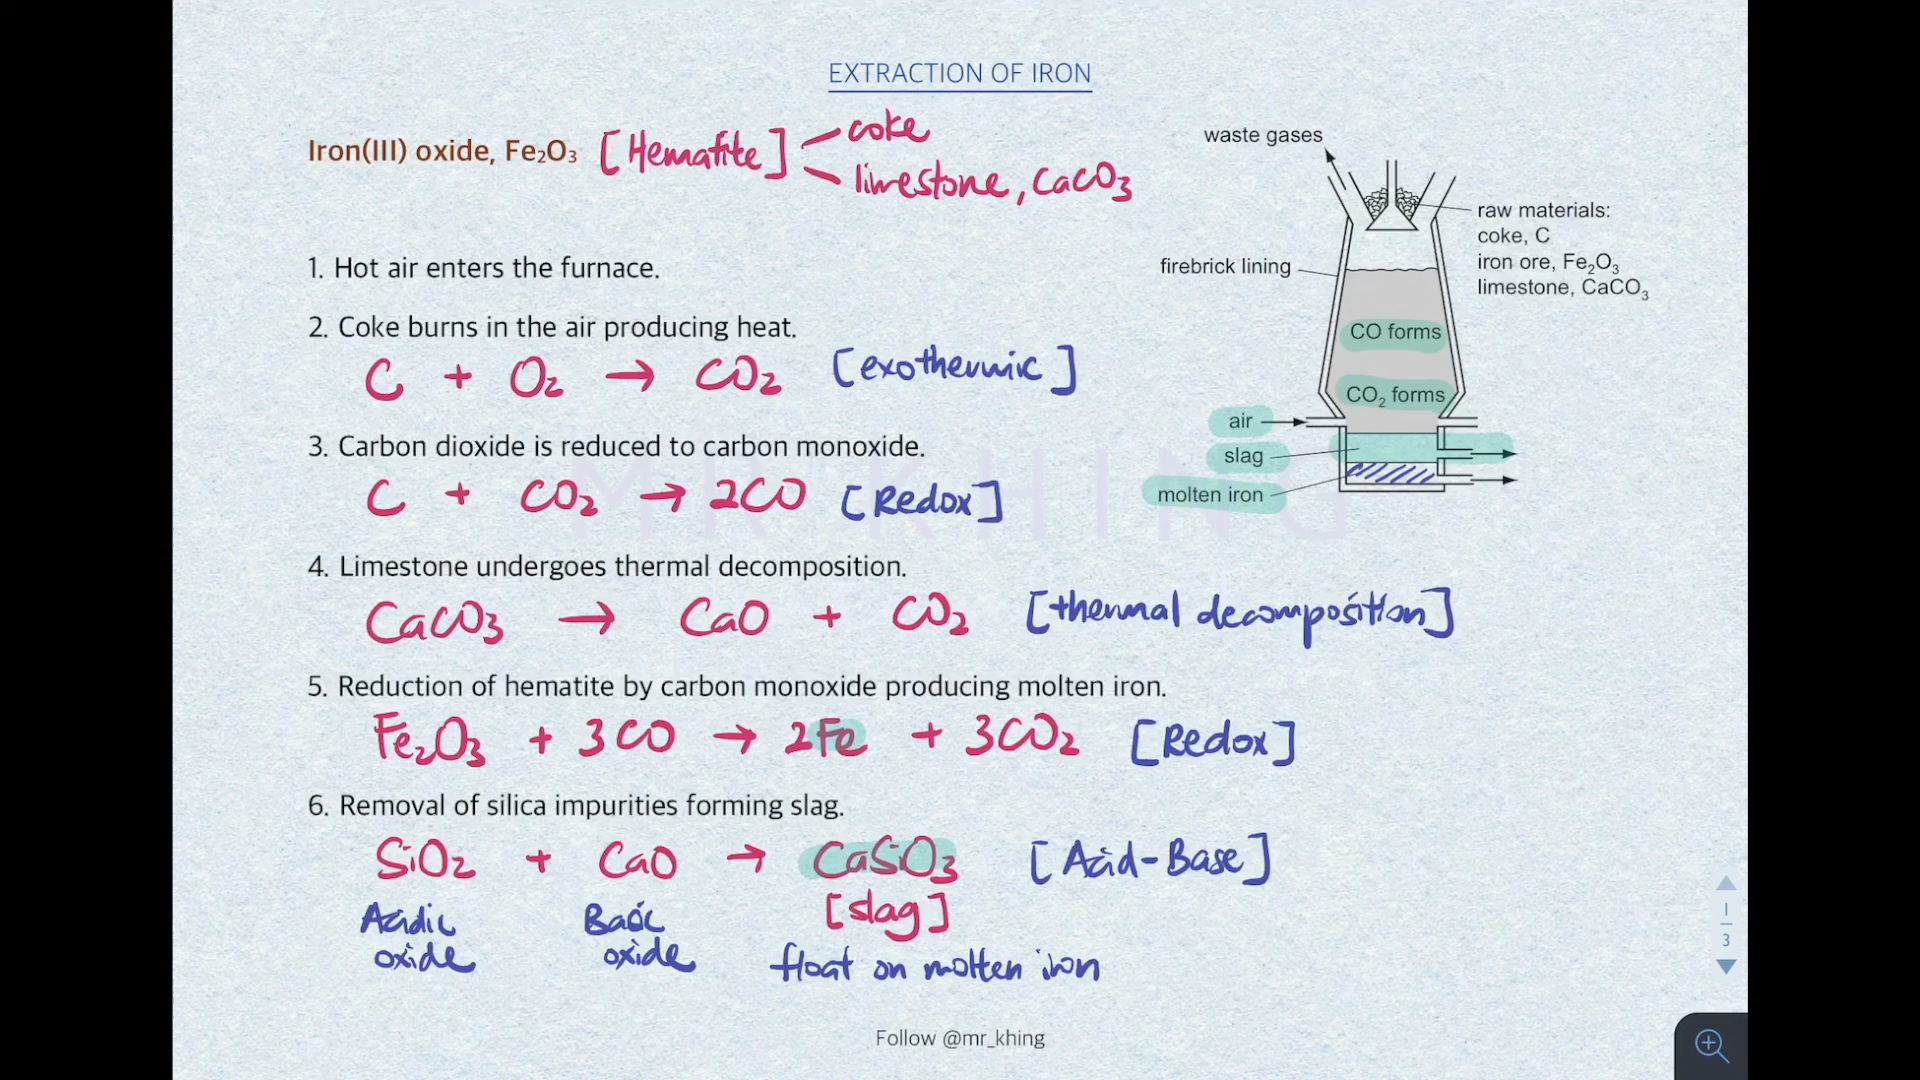 EXTRACTION OF IRON
Iron(III) oxide, Fe₂O₃ [Hematite] coke
limestone, CaCO₃
1. Hot air enters the furnace.
2. Coke burns in the air producing heat.
C + O₂ → CO₂ [exothermic]
3. Carbon dioxide is reduced to carbon monoxide.
C + CO₂ → 2CO [Redox]
4. Limestone undergoes thermal decomposition.
CaCO₃ → CaO + CO₂ [thermal decomposition]
5. Reduction of hematite by carbon monoxide producing molten iron.
Fe₂O₃ + 3CO → 2Fe + 3CO₂ [Redox]
6. Removal of silica impurities forming slag.
SiO₂ + CaO → CaSiO₃ [Acid-Base]
Acidic oxide
Basic oxide
[slag]
float on molten iron
waste gases
raw materials:
coke, C
iron ore, Fe₂O₃
limestone, CaCO₃
firebrick lining
CO forms
CO₂ forms
air
slag
molten iron
MR KHING
1
3
Follow @mr_khing